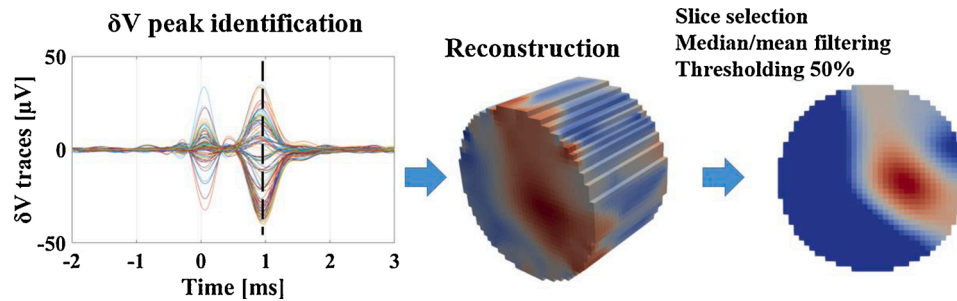 δV peak identification
50
0
-50
δV traces [µV]
-2
-1
0
1
2
3
Time [ms]
Reconstruction
Slice selection
Median/mean filtering
Thresholding 50%